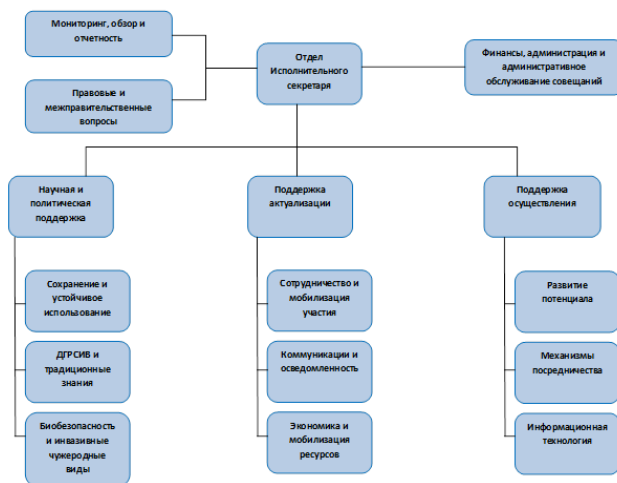 Мониторинг, обзор и
отчетность
Отдел
Исполнительного
секретаря
Финансы, администрация и
административное
обслуживание совещаний
Правовые и
межправительственные
вопросы
Научная и
политическая
поддержка
Поддержка
актуализации
Поддержка
осуществления
Сохранение и
устойчивое
использование
Сотрудничество и
мобилизация
участия
Развитие
потенциала
ДГРСИВ и
традиционные
знания
Коммуникации и
осведомленность
Механизмы
посредничества
Биобезопасность
и инвазивные
чужеродные
виды
Экономика и
мобилизация
ресурсов
Информационная
технология